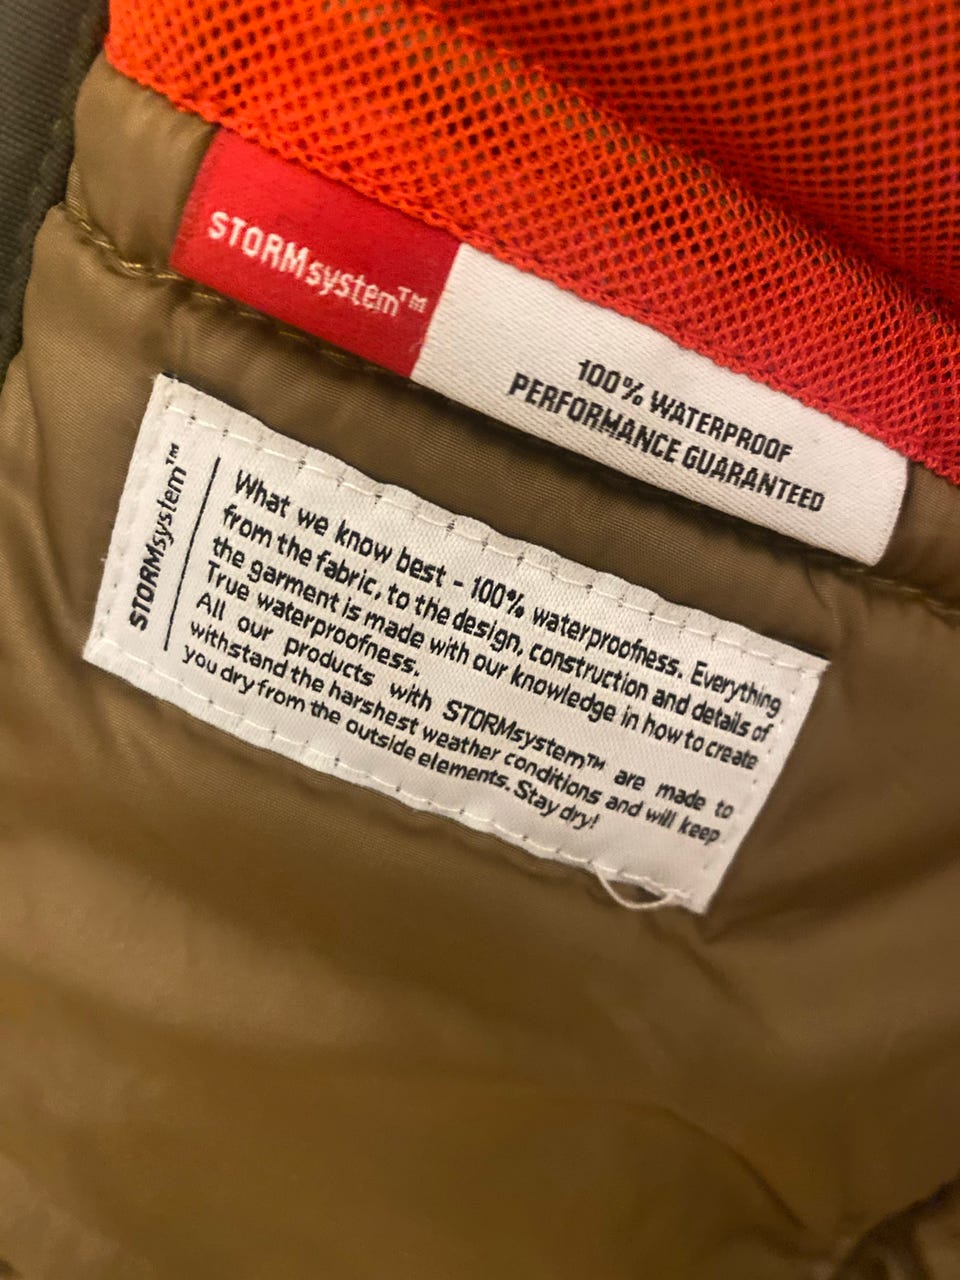 STORMsystem™
100% WATERPROOF
PERFORMANCE GUARANTEED
STORMsystem™
What we know best - 100% waterproofness. Everything
from the fabric, to the design, construction and details of
the garment is made with our knowledge in how to create
True waterproofness.
All our products with STORMsystem™ are made to
withstand the harshest weather conditions and will keep
you dry from the outside elements. Stay dry!